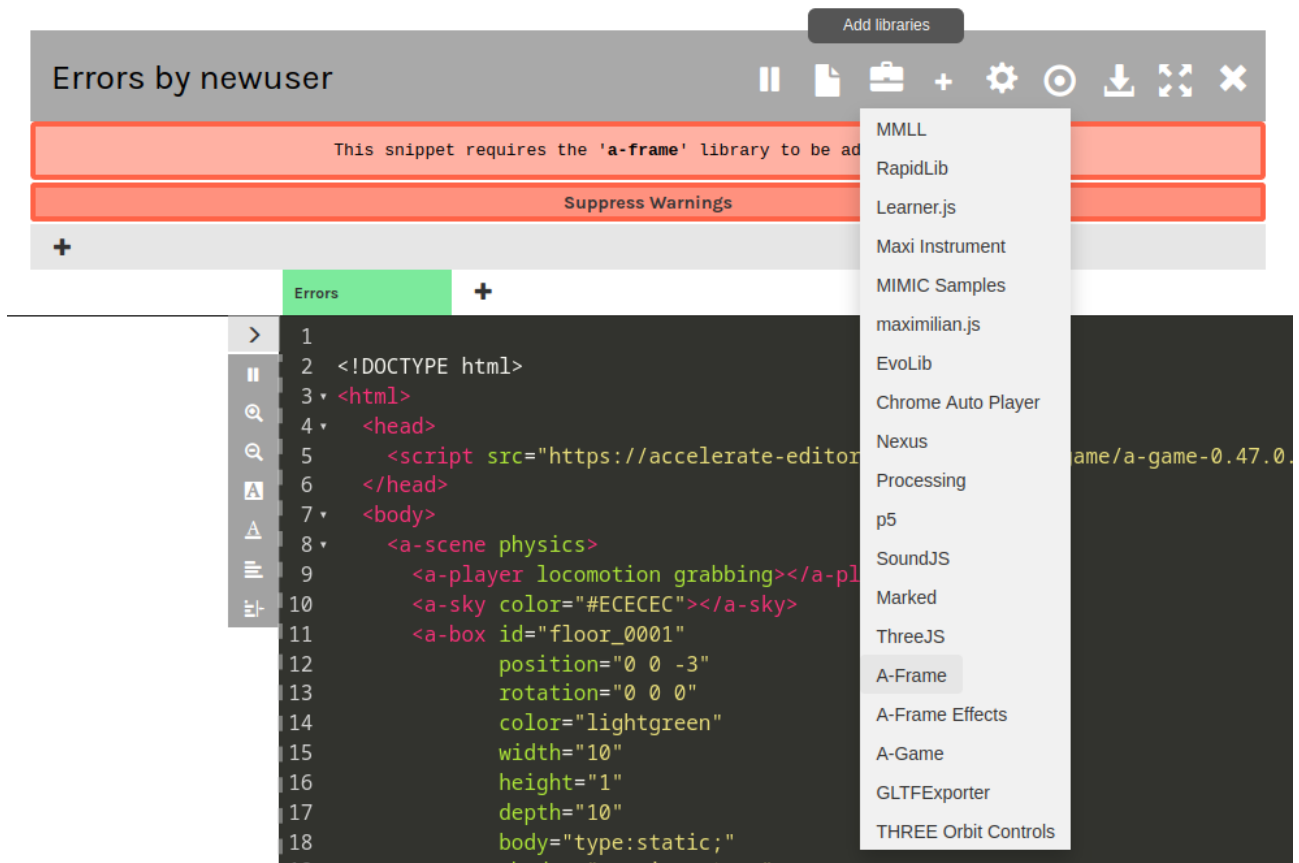 Add libraries
Errors by newuser
This snippet requires the 'a-frame' library to be ad
Suppress Warnings
MMLL
RapidLib
Learner.js
Maxi Instrument
MIMIC Samples
maximilian.js
EvoLib
Chrome Auto Player
Nexus
Processing
p5
SoundJS
Marked
ThreeJS
A-Frame
A-Frame Effects
A-Game
GLTFExporter
THREE Orbit Controls
Errors
1
2 <!DOCTYPE html>
3 <html>
4 <head>
5 <script src="https://accelerate-editor ame/a-game-0.47.0.
6 </head>
7 <body>
8 <a-scene physics>
9 <a-player locomotion grabbing></a-pl
10 <a-sky color="#ECECEC"></a-sky>
11 <a-box id="floor_0001"
12 position="0 0 -3"
13 rotation="0 0 0"
14 color="lightgreen"
15 width="10"
16 height="1"
17 depth="10"
18 body="type:static;"